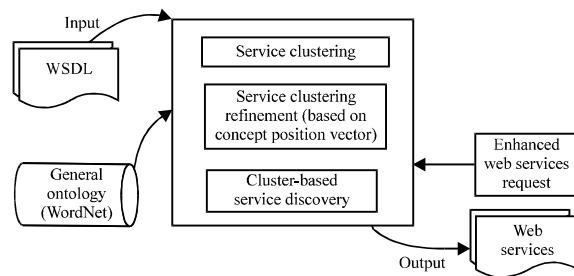 Input
WSDL
General
ontology
(WordNet)
Service clustering
Service clustering
refinement (based on
concept position vector)
Cluster-based
service discovery
Enhanced
web services
request
Output
Web
services